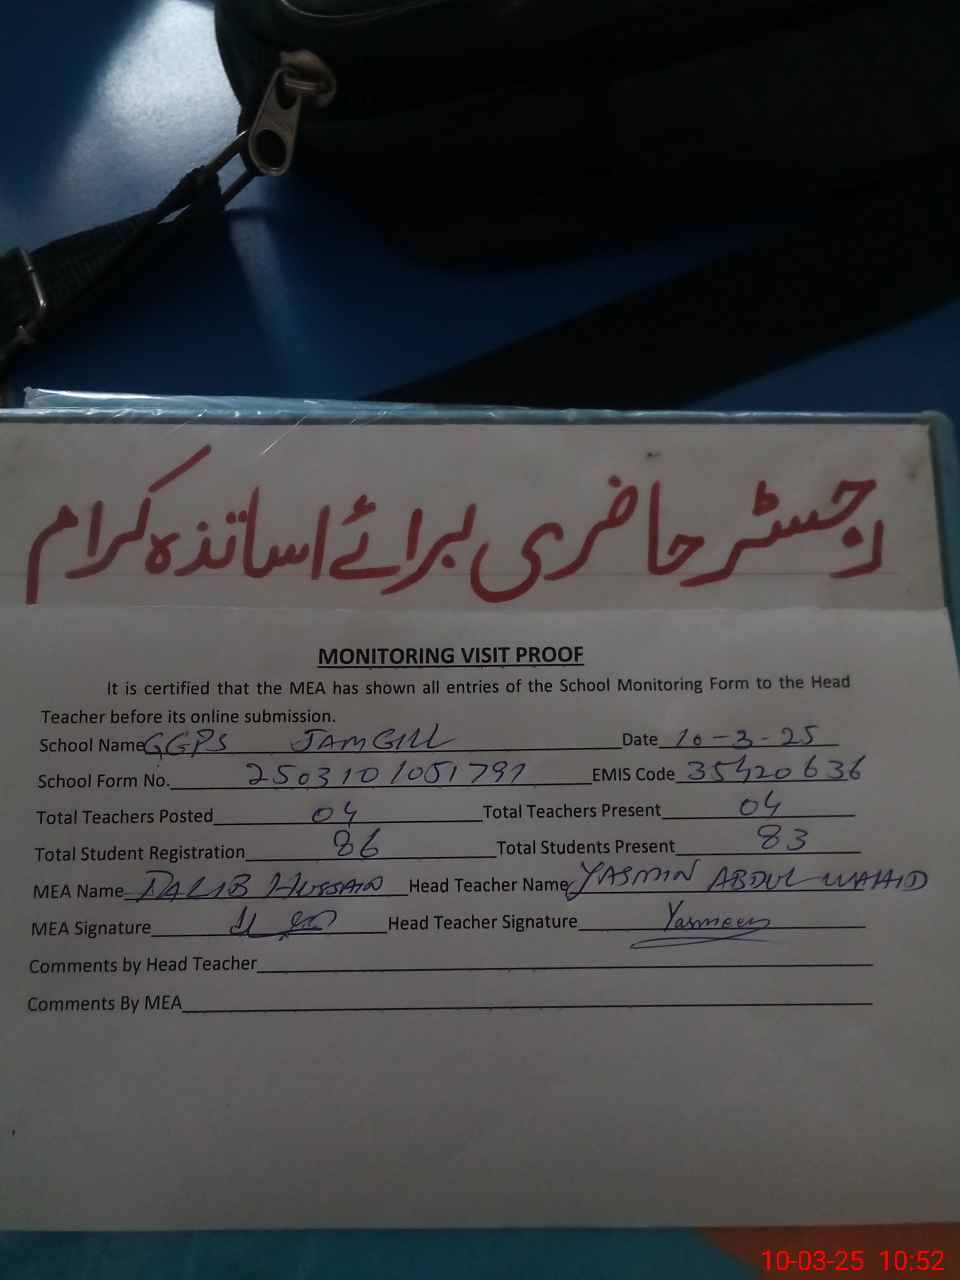 رجسٹر حاضری برائے اساتذہ کرام
MONITORING VISIT PROOF
It is certified that the MEA has shown all entries of the School Monitoring Form to the Head
Teacher before its online submission.
School Name GGPS JAMGILL Date 10-3-25
School Form No. 2503101051791 EMIS Code 35420636
Total Teachers Posted 04 Total Teachers Present 04
Total Student Registration 86 Total Students Present 83
MEA Name HUSSAIN Head Teacher Name YASMIN ABDUL WAHID
MEA Signature Head Teacher Signature Yasmeen
Comments by Head Teacher
Comments By MEA
10-03-25 10:52